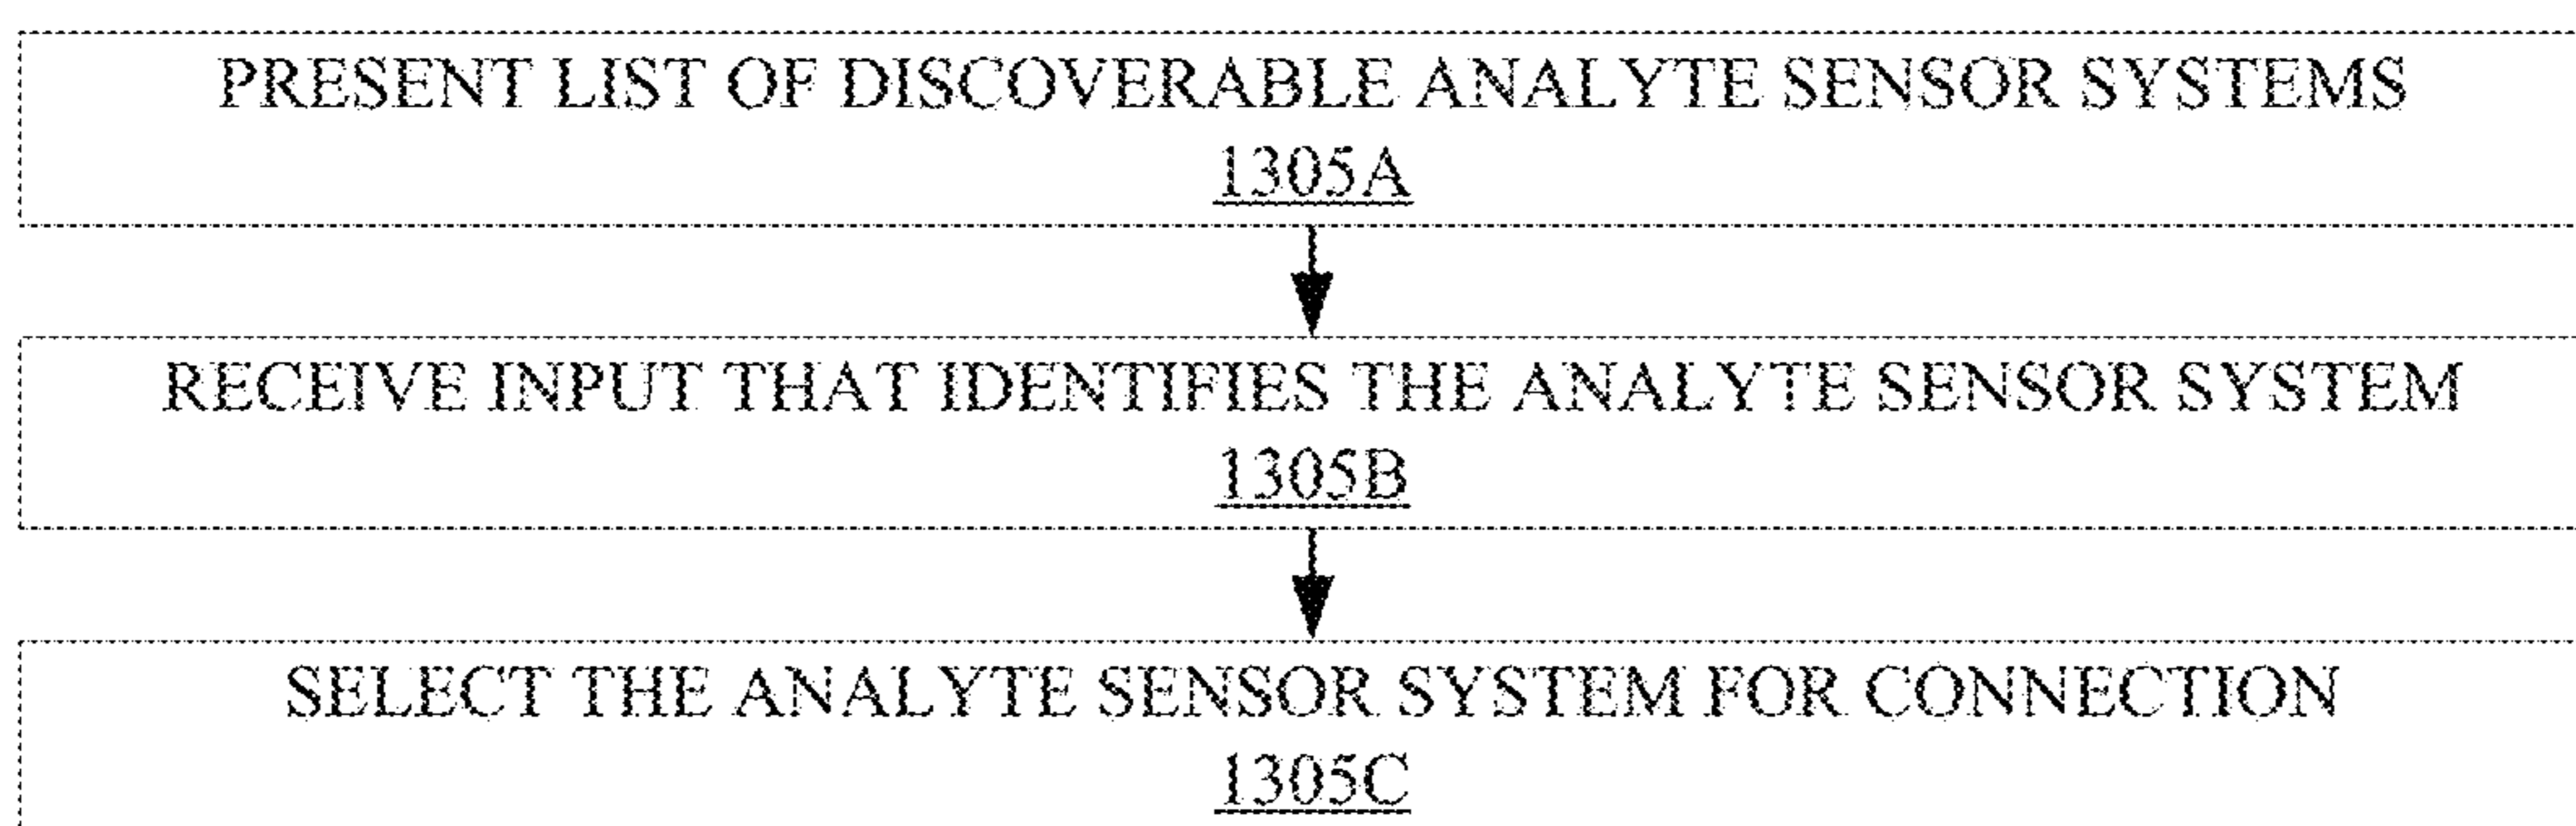 PRESENT LIST OF DISCOVERABLE ANALYTE SENSOR SYSTEMS
1305A
RECEIVE INPUT THAT IDENTIFIES THE ANALYTE SENSOR SYSTEM
1305B
SELECT THE ANALYTE SENSOR SYSTEM FOR CONNECTION
1305C